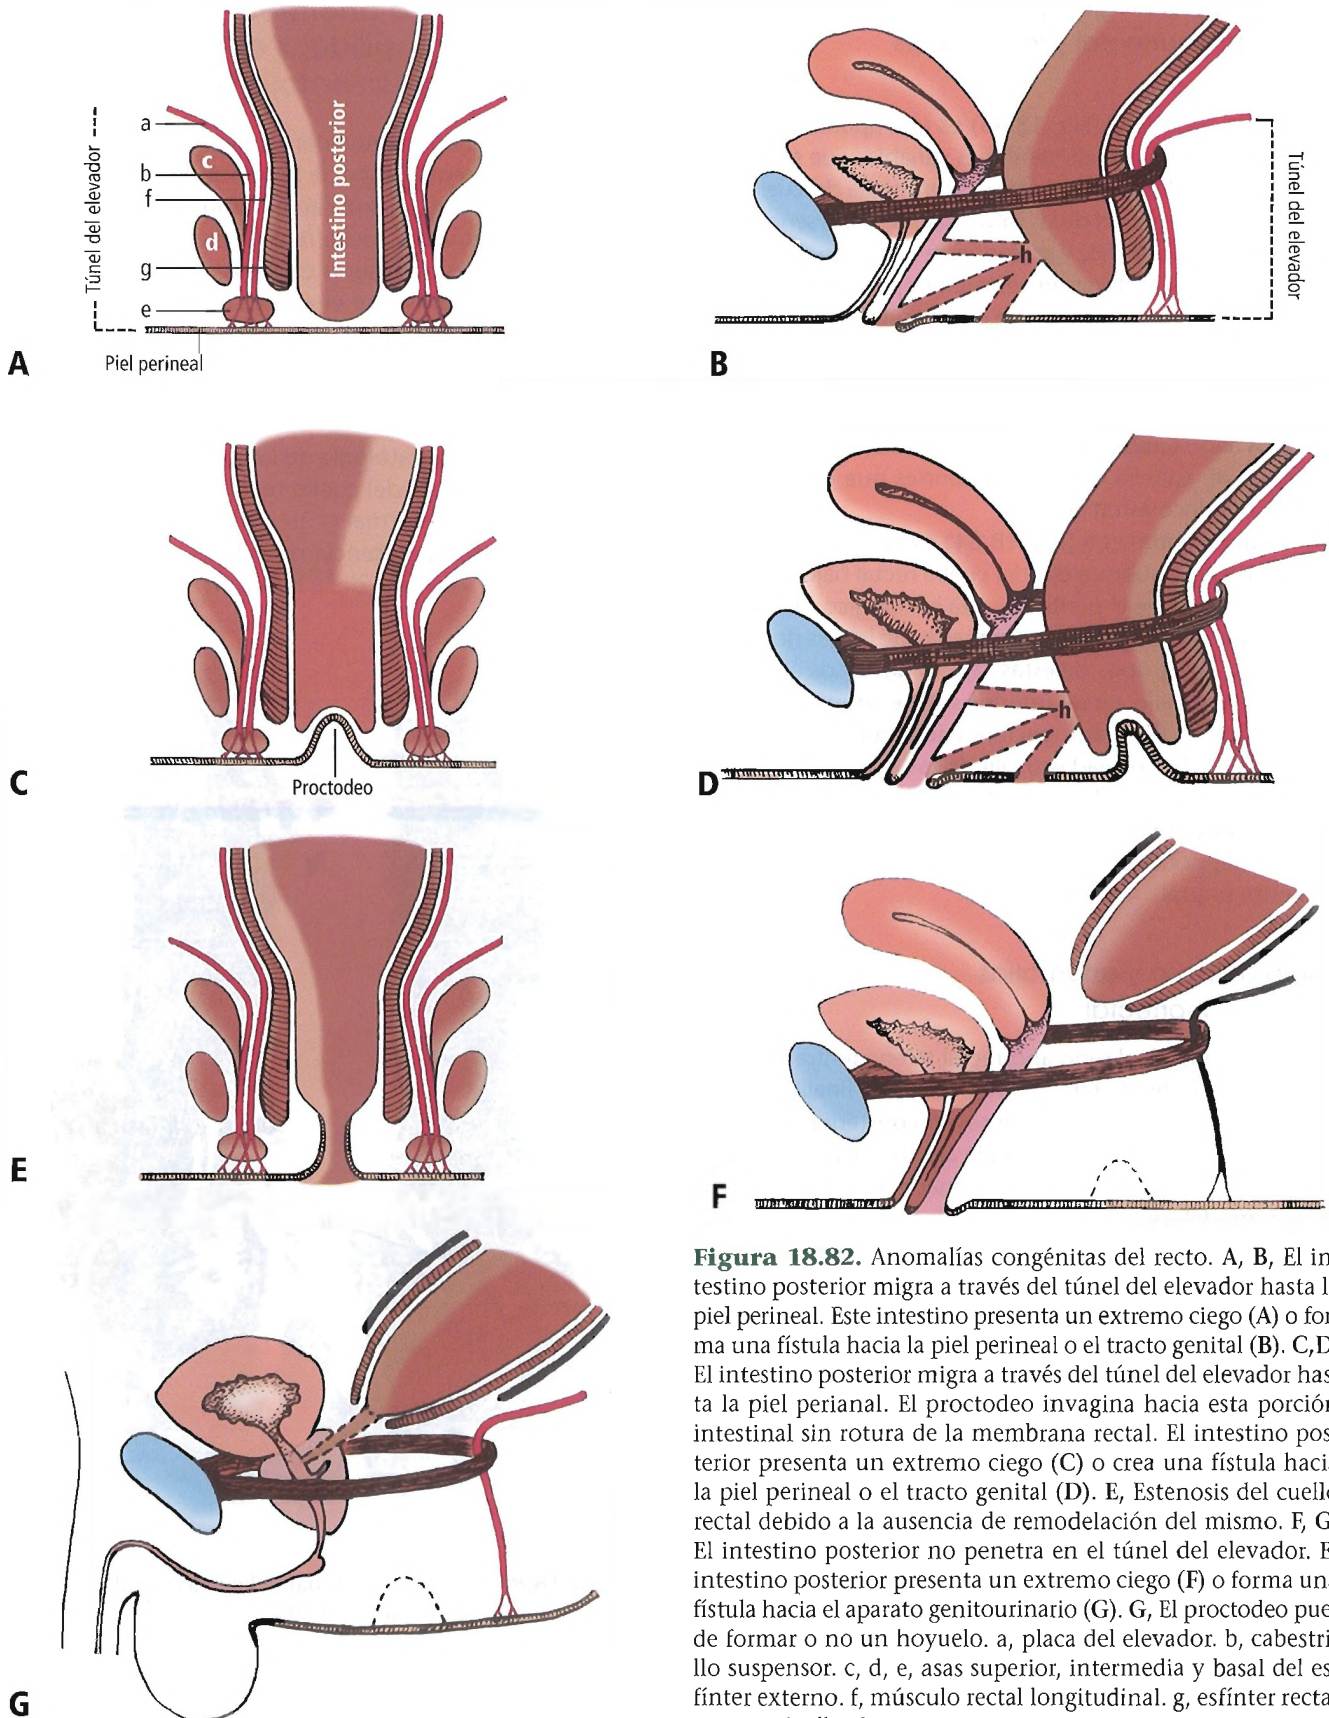 Túnel del elevador
a
b
c
f
d
g
e
Intestino posterior
Piel perineal
A
h
Túnel del elevador
B
Proctodeo
C
h
D
E
F
G
Figura 18.82. Anomalías congénitas del recto. A, B, El in
testino posterior migra a través del túnel del elevador hasta l
piel perineal. Este intestino presenta un extremo ciego (A) o for
ma una fístula hacia la piel perineal o el tracto genital (B). C,D
El intestino posterior migra a través del túnel del elevador has
ta la piel perianal. El proctodeo invagina hacia esta porción
intestinal sin rotura de la membrana rectal. El intestino pos
terior presenta un extremo ciego (C) o crea una fístula hacia
la piel perineal o el tracto genital (D). E, Estenosis del cuello
rectal debido a la ausencia de remodelación del mismo. F, G
El intestino posterior no penetra en el túnel del elevador. E
intestino posterior presenta un extremo ciego (F) o forma una
fístula hacia el aparato genitourinario (G). G, El proctodeo pue
de formar o no un hoyuelo. a, placa del elevador. b, cabestri
llo suspensor. c, d, e, asas superior, intermedia y basal del es
fínter externo. f, músculo rectal longitudinal. g, esfínter recta